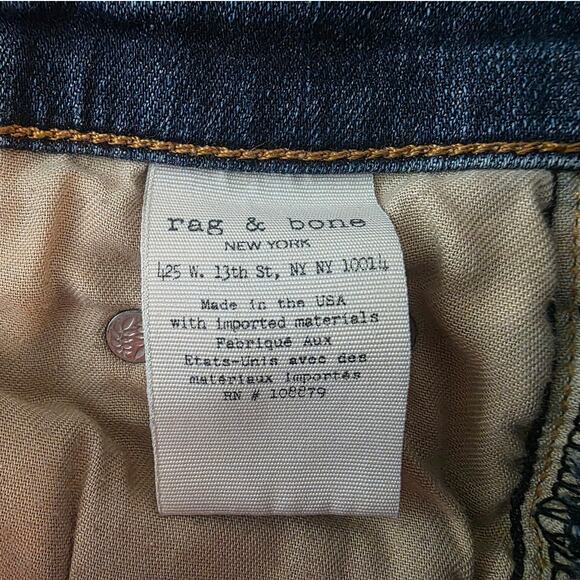 rag & bone
NEW YORK
425 W. 13th St, NY NY 10014
Made in the USA
with imported materials
Fabriqué Aux
Etats-Unis avec des
matériaux importés
RN # 108879